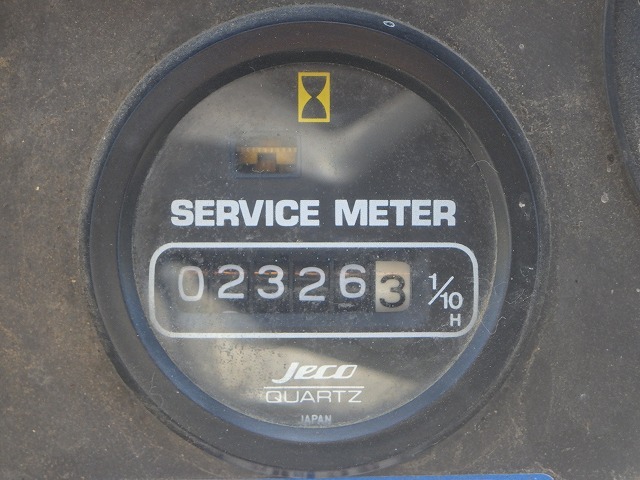 SERVICE METER
023263 1/10
H
Jeco
QUARTZ
JAPAN